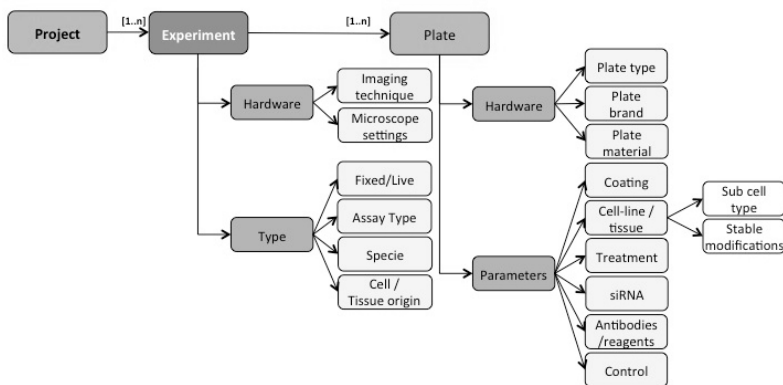 [1..n]
[1..n]
Project
Experiment
Plate
Hardware
Imaging
technique
Microscope
settings
Type
Fixed/Live
Assay Type
Specie
Cell /
Tissue origin
Hardware
Plate type
Plate
brand
Plate
material
Parameters
Coating
Cell-line /
tissue
Sub cell
type
Stable
modifications
Treatment
siRNA
Antibodies
/reagents
Control